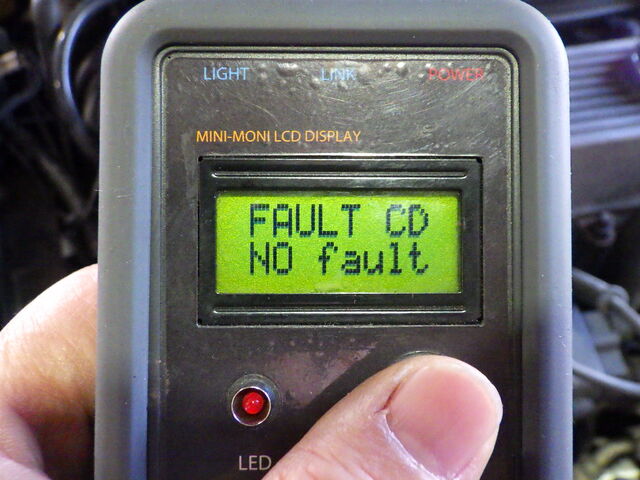 LIGHT LINK POWER
MINI-MONI LCD DISPLAY
FAULT CD
NO fault
LED